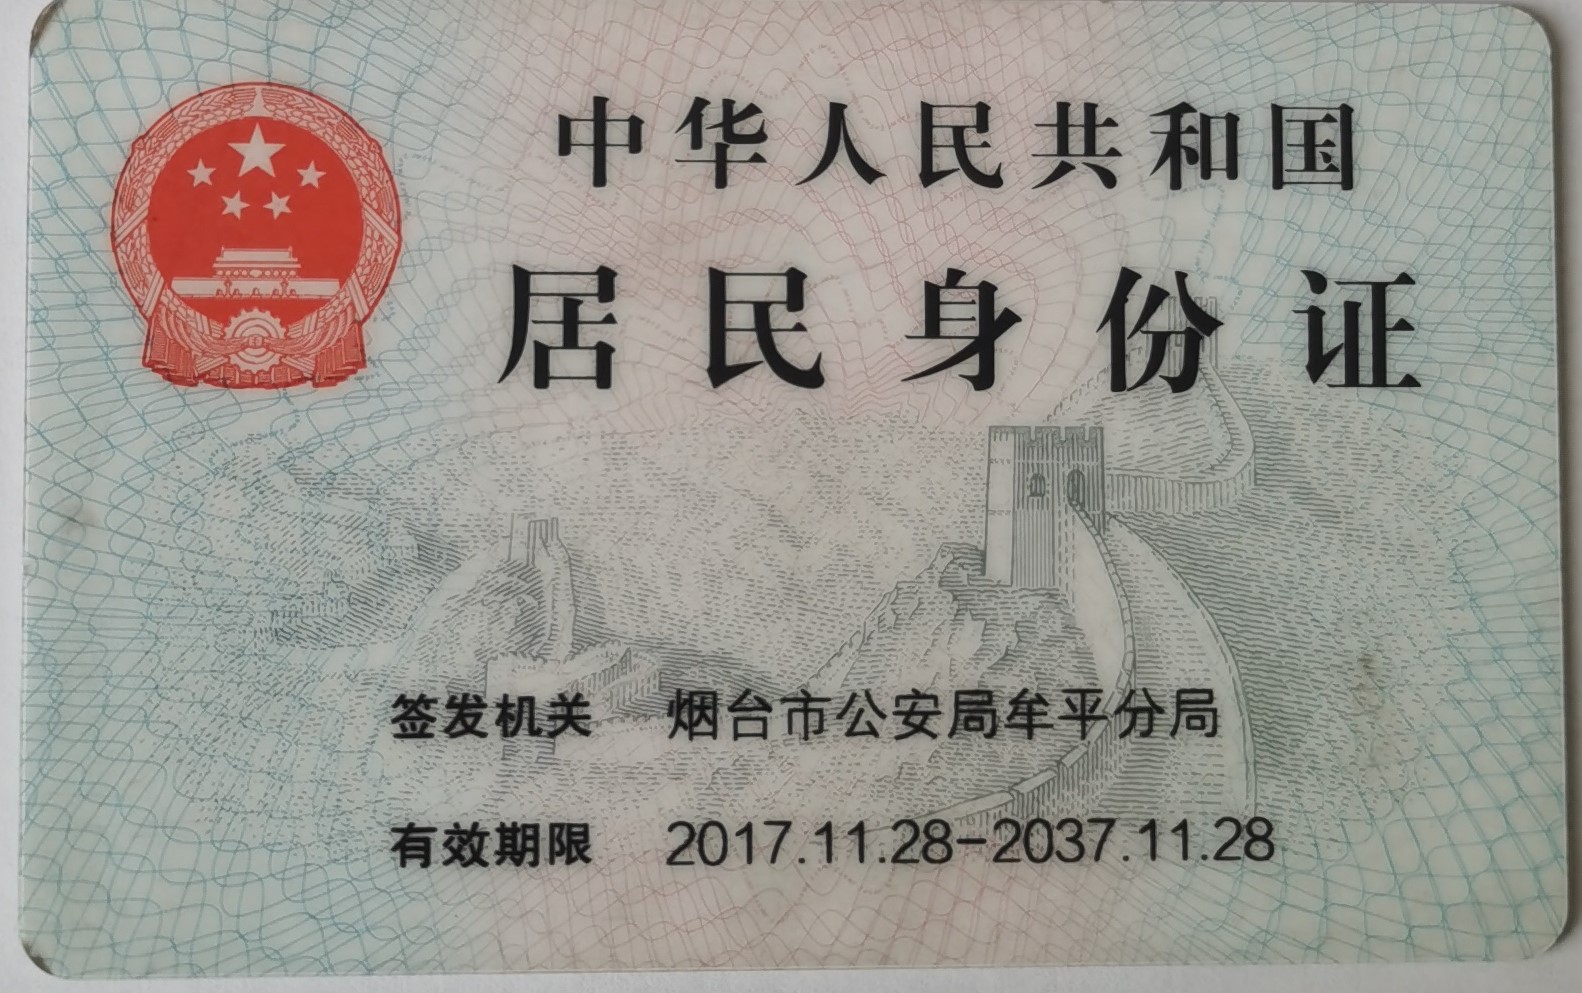 中华人民共和国
居民身份证
签发机关 烟台市公安局牟平分局
有效期限 2017.11.28-2037.11.28